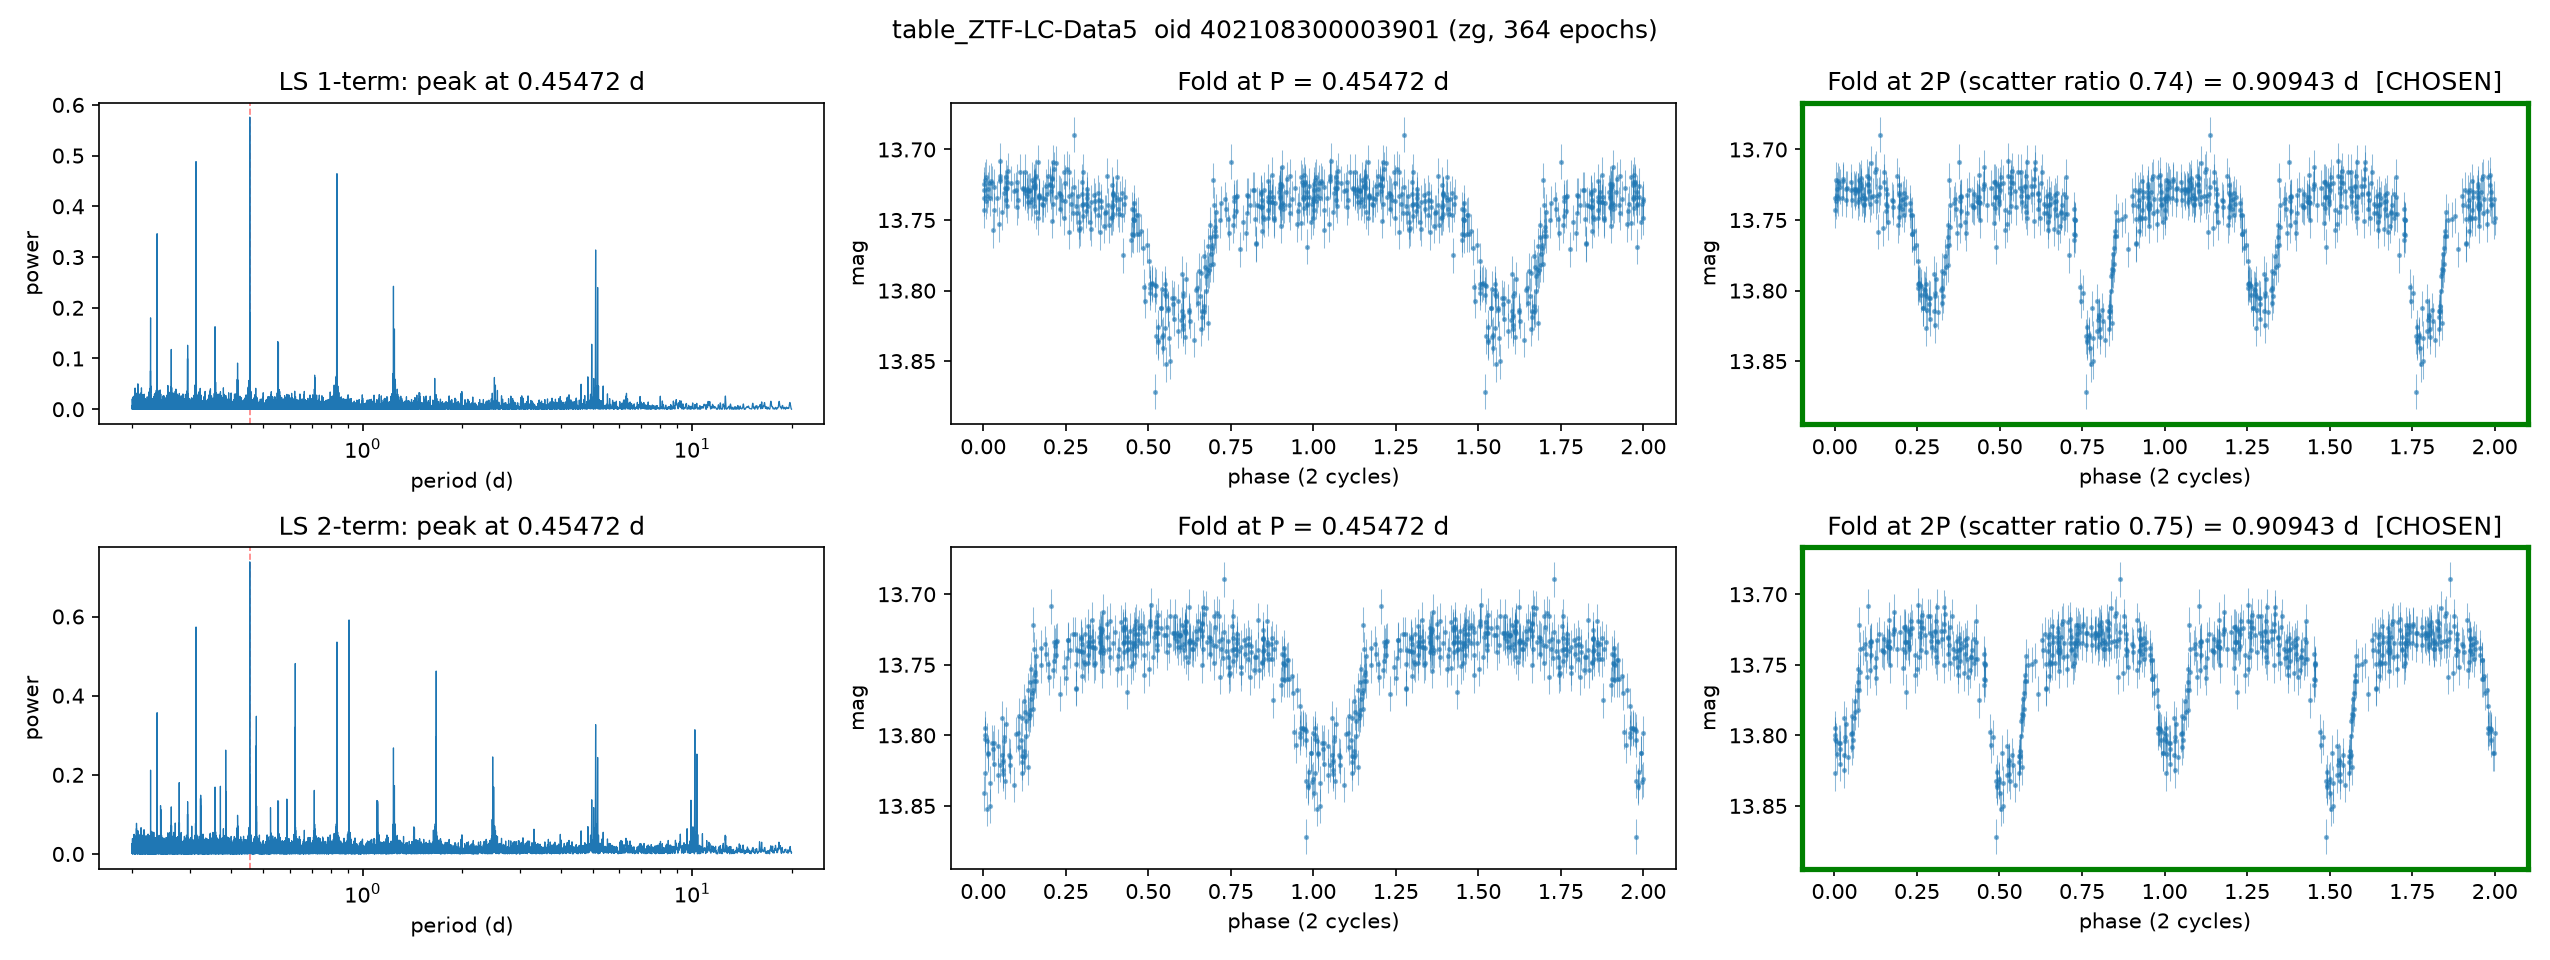 table_ZTF-LC-Data5  oid 402108300003901 (zg, 364 epochs)
LS 1-term: peak at 0.45472 d
Fold at P = 0.45472 d
Fold at 2P (scatter ratio 0.74) = 0.90943 d  [CHOSEN]
power
0.6
0.5
0.4
0.3
0.2
0.1
0.0
10⁰
10¹
period (d)
mag
13.70
13.75
13.80
13.85
0.00 0.25 0.50 0.75 1.00 1.25 1.50 1.75 2.00
phase (2 cycles)
mag
13.70
13.75
13.80
13.85
0.00 0.25 0.50 0.75 1.00 1.25 1.50 1.75 2.00
phase (2 cycles)
LS 2-term: peak at 0.45472 d
Fold at P = 0.45472 d
Fold at 2P (scatter ratio 0.75) = 0.90943 d  [CHOSEN]
power
0.6
0.4
0.2
0.0
10⁰
10¹
period (d)
mag
13.70
13.75
13.80
13.85
0.00 0.25 0.50 0.75 1.00 1.25 1.50 1.75 2.00
phase (2 cycles)
mag
13.70
13.75
13.80
13.85
0.00 0.25 0.50 0.75 1.00 1.25 1.50 1.75 2.00
phase (2 cycles)